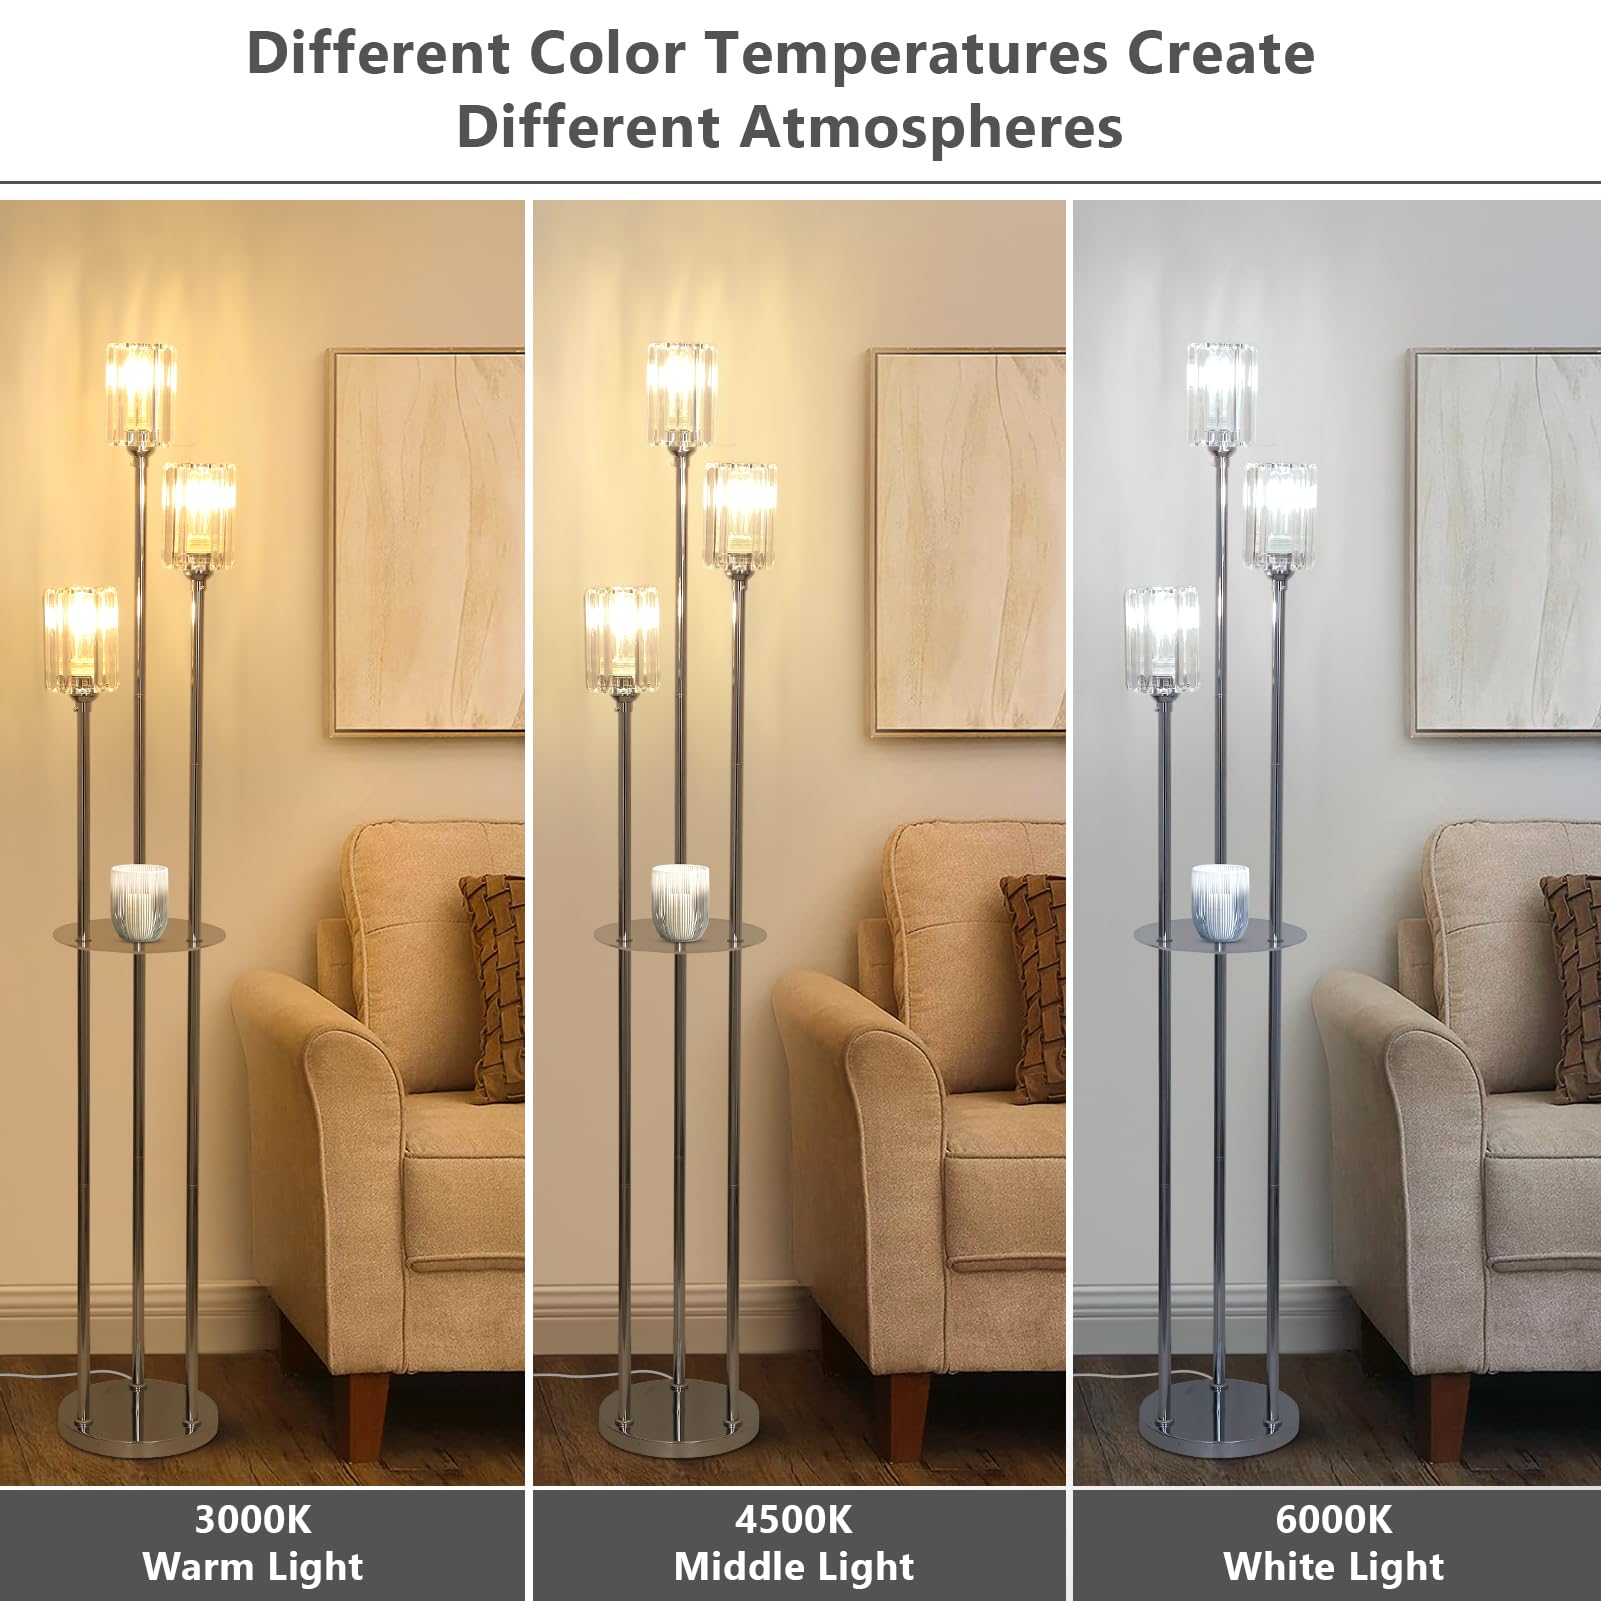 Different Color Temperatures Create
Different Atmospheres
3000K
Warm Light
4500K
Middle Light
6000K
White Light